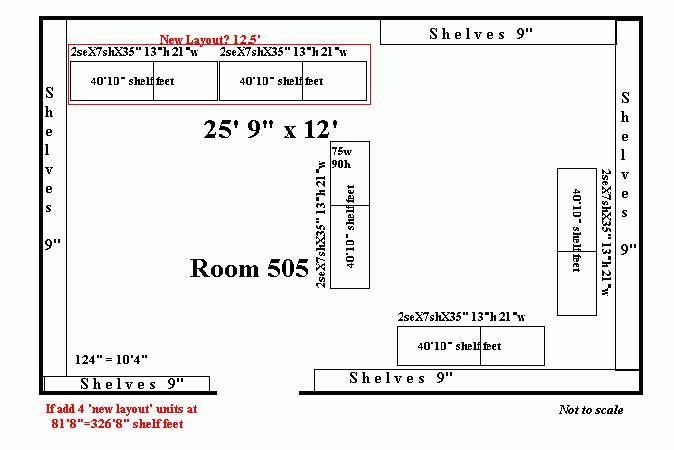 New Layout? 12.5'
2seX7shX35" 13"h 21"w 2seX7shX35" 13"h 21"w
Shelves 9"
40'10" shelf feet 40'10" shelf feet
Shelves 9"
25' 9" x 12'
75w
90h
2seX7shX35" 13"h 21"w
40'10" shelf feet
Room 505
40'10" shelf feet
2seX7shX35" 13"h 21"w
Shelves 9"
2seX7shX35" 13"h 21"w
40'10" shelf feet
124" = 10'4"
Shelves 9"
Shelves 9"
If add 4 'new layout' units at
81'8"=326'8" shelf feet
Not to scale